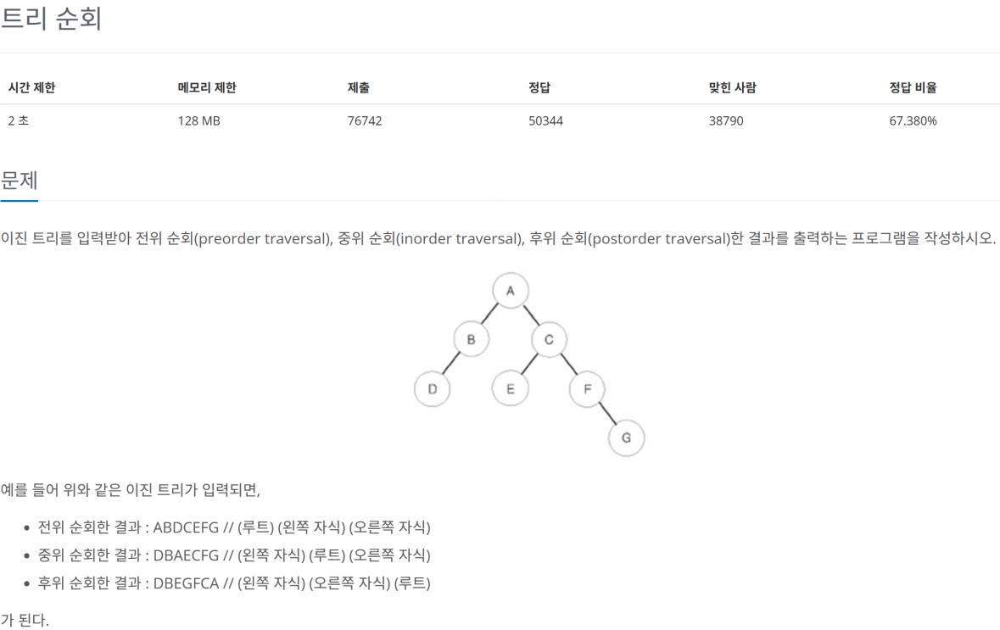 트리 순회
시간 제한 메모리 제한 제출 정답 맞힌 사람 정답 비율
2 초 128 MB 76742 50344 38790 67.380%
문제
이진 트리를 입력받아 전위 순회(preorder traversal), 중위 순회(inorder traversal), 후위 순회(postorder traversal)한 결과를 출력하는 프로그램을 작성하시오.
A
B C
D E F
G
예를 들어 위와 같은 이진 트리가 입력되면,
• 전위 순회한 결과 : ABDCEFG // (루트) (왼쪽 자식) (오른쪽 자식)
• 중위 순회한 결과 : DBAECFG // (왼쪽 자식) (루트) (오른쪽 자식)
• 후위 순회한 결과 : DBEGFCA // (왼쪽 자식) (오른쪽 자식) (루트)
가 된다.